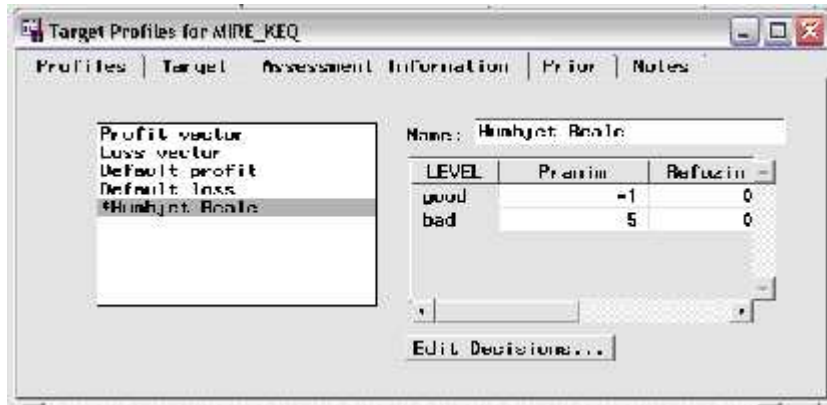 Target Profiles for MIRE_KEQ
Profiles Target Assessment Information Prior Notes
Profit vector
Loss vector
Default profit
Default loss
Name:
LEVEL
good -1 0
bad 5 0
Edit Decisions...